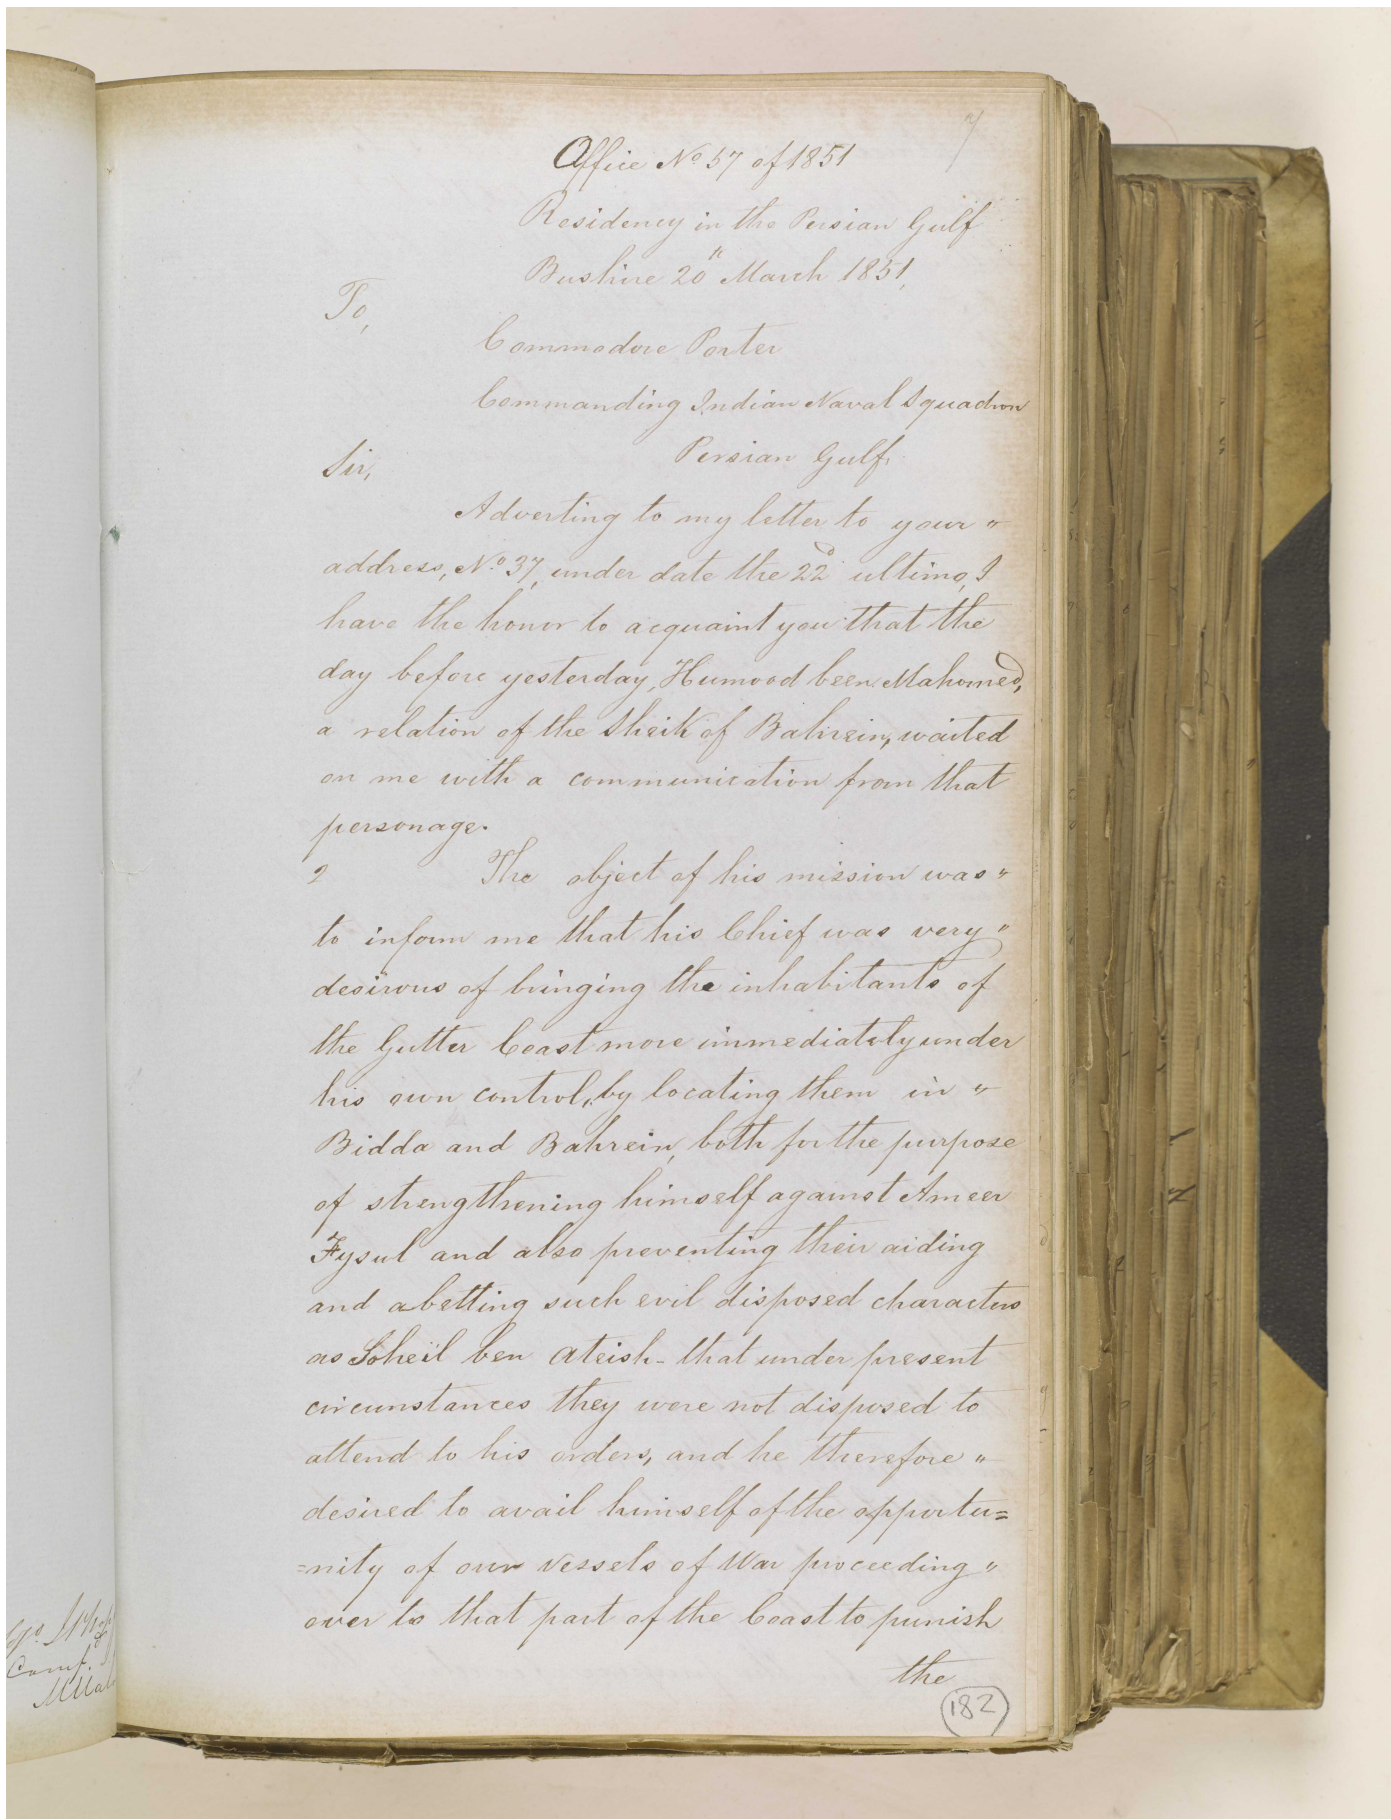 7
Office No 57 of 1851
Residency in the Persian Gulf
Bushire 20th March 1851,
To,
Commodore Porter
Commanding Indian Naval Squadron
Persian Gulf.
Sir,
Adverting to my letter to your "
address, No. 37, under date the 22d ultimo, I
have the honor to acquaint you that the
day before yesterday, Humood been Mahomed,
a relation of the Sheik of Bahrein, waited
on me with a communication from that
personage.
2 The object of his mission was "
to inform me that his Chief was very "
desirous of bringing the inhabitants of
the Gutter Coast more immediately under
his own control, by locating them in "
Bidda and Bahrein, both for the purpose
of strengthening himself against Ameer
Fysul and also preventing their aiding
and abetting such evil disposed characters
as Soheil ben Ateish - that under present
circumstances they were not disposed to
attend to his orders, and he therefore "
desired to avail himself of the opportu=
=nity of our Vessels of War proceeding "
over to that part of the Coast to punish
the
182